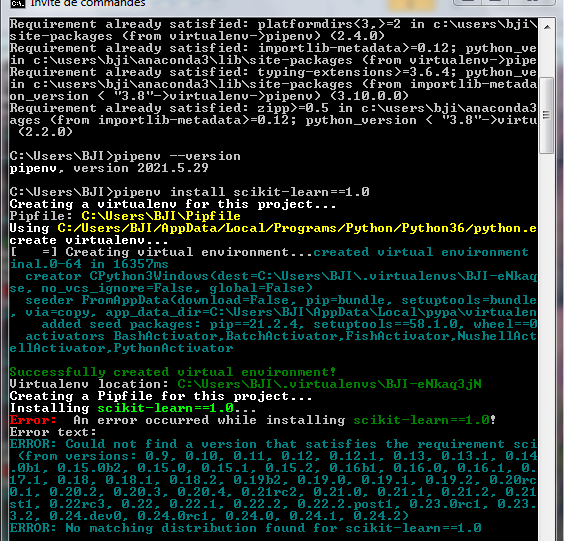 Invite de commandes
Requirement already satisfied: platformdirs<3,>=2 in c:\users\bji\
site-packages (from virtualenv->pipenv) (2.4.0)
Requirement already satisfied: importlib-metadata>=0.12; python_ve
in c:\users\bji\anaconda3\lib\site-packages (from virtualenv->pipe
Requirement already satisfied: typing-extensions>=3.6.4; python_ve
in c:\users\bji\anaconda3\lib\site-packages (from importlib-metada
on_version < "3.8"->virtualenv->pipenv) (3.10.0.0)
Requirement already satisfied: zipp>=0.5 in c:\users\bji\anaconda3
ages (from importlib-metadata>=0.12; python_version < "3.8"->virtu
(2.2.0)
C:\Users\BJI>pipenv --version
pipenv, version 2021.5.29
C:\Users\BJI>pipenv install scikit-learn==1.0
Creating a virtualenv for this project...
Pipfile: C:\Users\BJI\Pipfile
Using C:/Users/BJI/AppData/Local/Programs/Python/Python36/python.e
create virtualenv...
[    =] Creating virtual environment...created virtual environment
inal.0-64 in 16357ms
creator CPython3Windows(dest=C:\Users\BJI\.virtualenvs\BJI-eNkaq
se, no_vcs_ignore=False, global=False)
seeder FromAppData(download=False, pip=bundle, setuptools=bundle
, via=copy, app_data_dir=C:\Users\BJI\AppData\Local\pypa\virtualen
added seed packages: pip==21.2.4, setuptools==58.1.0, wheel==0
activators BashActivator,BatchActivator,FishActivator,NushellAct
ellActivator,PythonActivator
Successfully created virtual environment!
Virtualenv location: C:\Users\BJI\.virtualenvs\BJI-eNkaq3jN
Creating a Pipfile for this project...
Installing scikit-learn==1.0...
Error:  An error occurred while installing scikit-learn==1.0!
Error text:
ERROR: Could not find a version that satisfies the requirement sci
(from versions: 0.9, 0.10, 0.11, 0.12, 0.12.1, 0.13, 0.13.1, 0.14
.0b1, 0.15.0b2, 0.15.0, 0.15.1, 0.15.2, 0.16b1, 0.16.0, 0.16.1, 0.
17.1, 0.18, 0.18.1, 0.18.2, 0.19b2, 0.19.0, 0.19.1, 0.19.2, 0.20rc
0.1, 0.20.2, 0.20.3, 0.20.4, 0.21rc2, 0.21.0, 0.21.1, 0.21.2, 0.21
st1, 0.22rc3, 0.22, 0.22.1, 0.22.2, 0.22.2.post1, 0.23.0rc1, 0.23.
3.2, 0.24.dev0, 0.24.0rc1, 0.24.0, 0.24.1, 0.24.2)
ERROR: No matching distribution found for scikit-learn==1.0